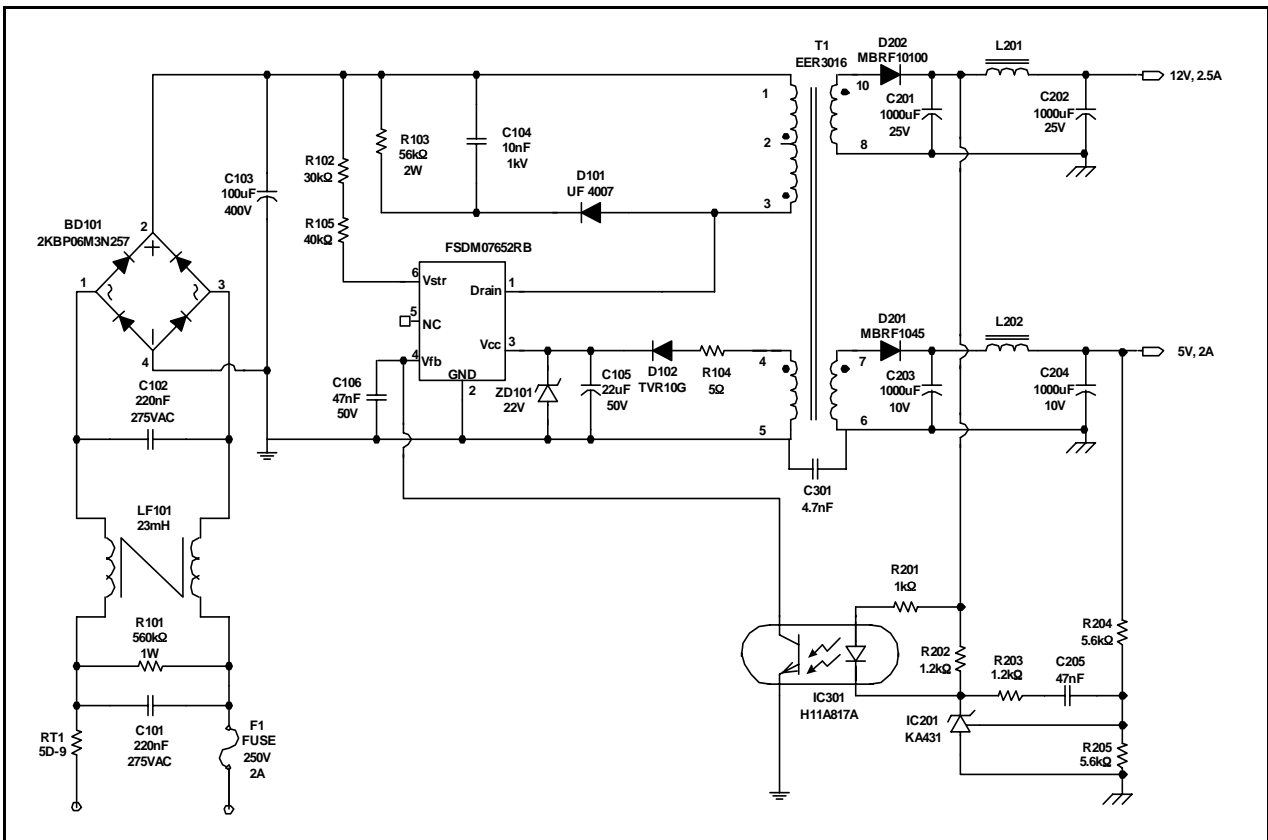 T1
EER3016
D202
MBRF10100
L201
1
10
12V, 2.5A
C201
1000uF
25V
C202
1000uF
25V
R103
56kΩ
2W
C104
10nF
1kV
2
8
R102
30kΩ
C103
100uF
400V
D101
UF 4007
3
BD101
2KBP06M3N257
2
R105
40kΩ
FSDM07652RB
6
Vstr
1
3
Drain
1
5
NC
D201
MBRF1045
L202
Vcc
3
4
Vfb
4
7
5V, 2A
4
GND
2
D102
TVR10G
R104
5Ω
C102
220nF
275VAC
C106
47nF
50V
ZD101
22V
C105
22uF
50V
C203
1000uF
10V
C204
1000uF
10V
5
6
C301
4.7nF
LF101
23mH
R201
1kΩ
R101
560kΩ
1W
R204
5.6kΩ
R202
1.2kΩ
R203
1.2kΩ
C205
47nF
IC301
H11A817A
IC201
KA431
RT1
5D-9
C101
220nF
275VAC
F1
FUSE
250V
2A
R205
5.6kΩ